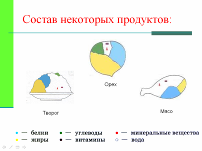 Состав некоторых продуктов:
Орех
Творог
Мясо
— белки — углеводы — минеральные вещества
— жиры — витамины — вода